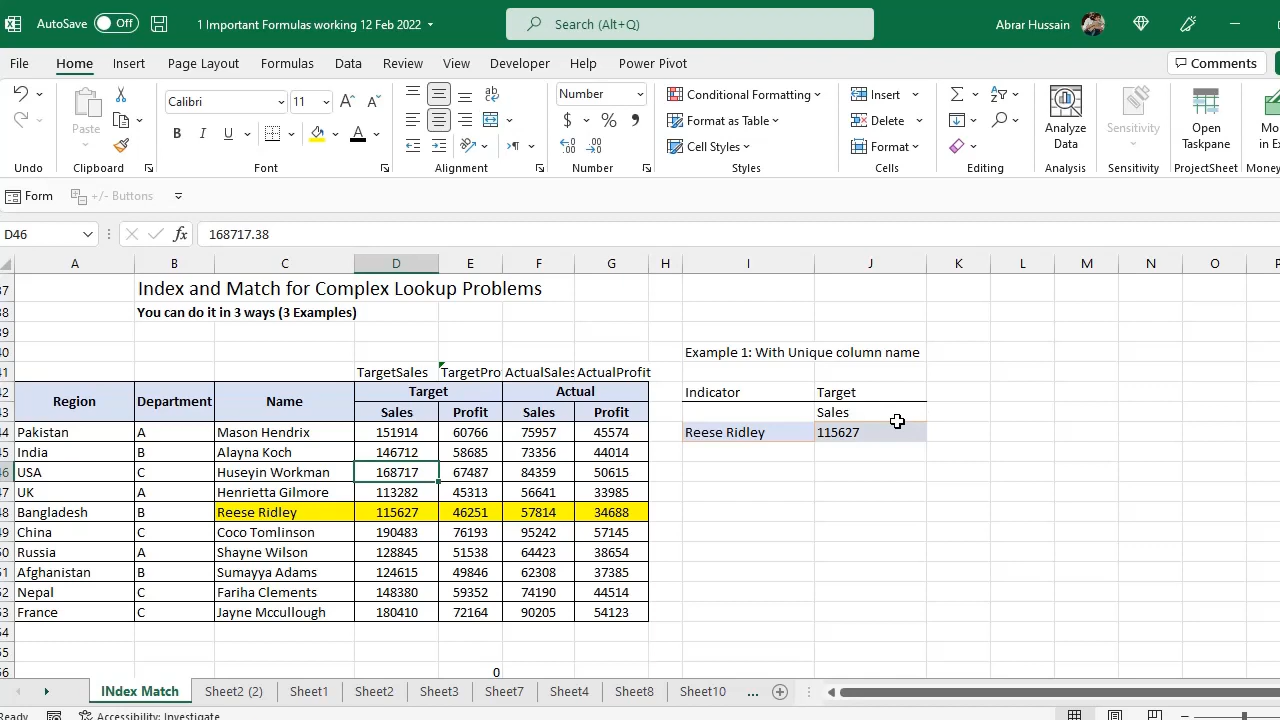 AutoSave Off 1 Important Formulas working 12 Feb 2022 Search (Alt+Q) Abrar Hussain
File Home Insert Page Layout Formulas Data Review View Developer Help Power Pivot Comments
Paste Calibri 11 Number Conditional Formatting Insert Analyze Data Sensitivity Open Taskpane
B I U A $ % Format as Table Delete
Cell Styles Format
Undo Clipboard Font Alignment Number Styles Cells Editing Analysis Sensitivity ProjectSheet
Form +/- Buttons
D46 fx 168717.38
A B C D E F G H I J K L M N O P
Index and Match for Complex Lookup Problems
You can do it in 3 ways (3 Examples)
Example 1: With Unique column name
TargetSales TargetPro ActualSales ActualProfit
Region Department Name Target Actual Indicator Target
Sales Profit Sales Profit Sales
Pakistan A Mason Hendrix 151914 60766 75957 45574 Reese Ridley 115627
India B Alayna Koch 146712 58685 73356 44014
USA C Huseyin Workman 168717 67487 84359 50615
UK A Henrietta Gilmore 113282 45313 56641 33985
Bangladesh B Reese Ridley 115627 46251 57814 34688
China C Coco Tomlinson 190483 76193 95242 57145
Russia A Shayne Wilson 128845 51538 64423 38654
Afghanistan B Sumayya Adams 124615 49846 62308 37385
Nepal C Fariha Clements 148380 59352 74190 44514
France C Jayne Mccullough 180410 72164 90205 54123
0
INdex Match Sheet2 (2) Sheet1 Sheet2 Sheet3 Sheet7 Sheet4 Sheet8 Sheet10 ...
Accessibility: Investigate